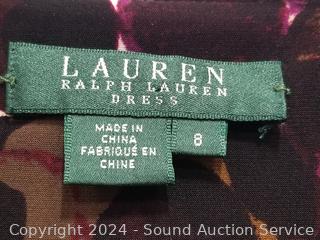 LAUREN
RALPH LAUREN
DRESS
MADE IN
CHINA
FABRIQUÉ EN
CHINE
8
Copyright © 2024 - Sound Auction Service